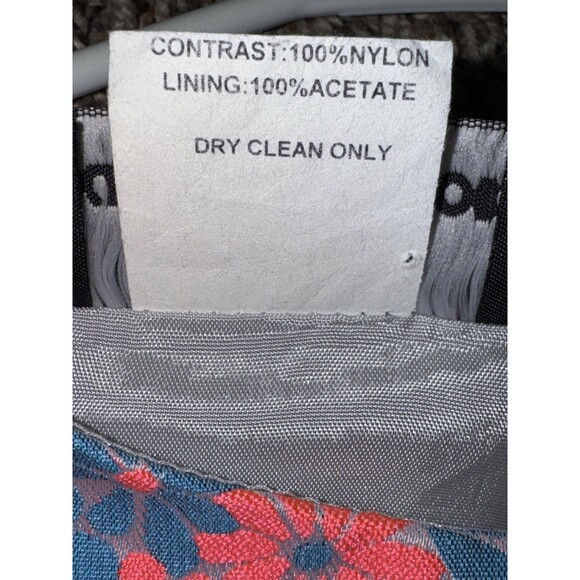 CONTRAST:100%NYLON
LINING:100%ACETATE
DRY CLEAN ONLY